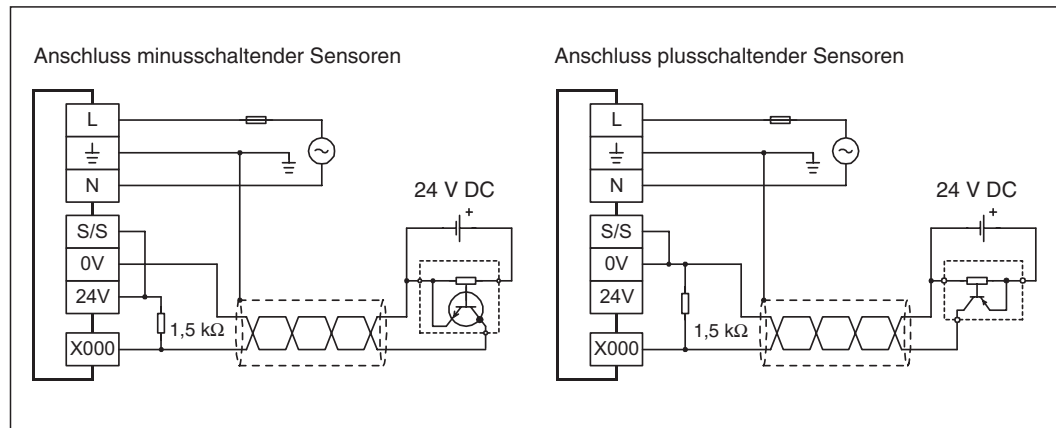 Anschluss minusschaltender Sensoren
L
N
24 V DC
+
S/S
0V
24V
1,5 kΩ
X000
Anschluss plusschaltender Sensoren
L
N
24 V DC
+
S/S
0V
24V
1,5 kΩ
X000